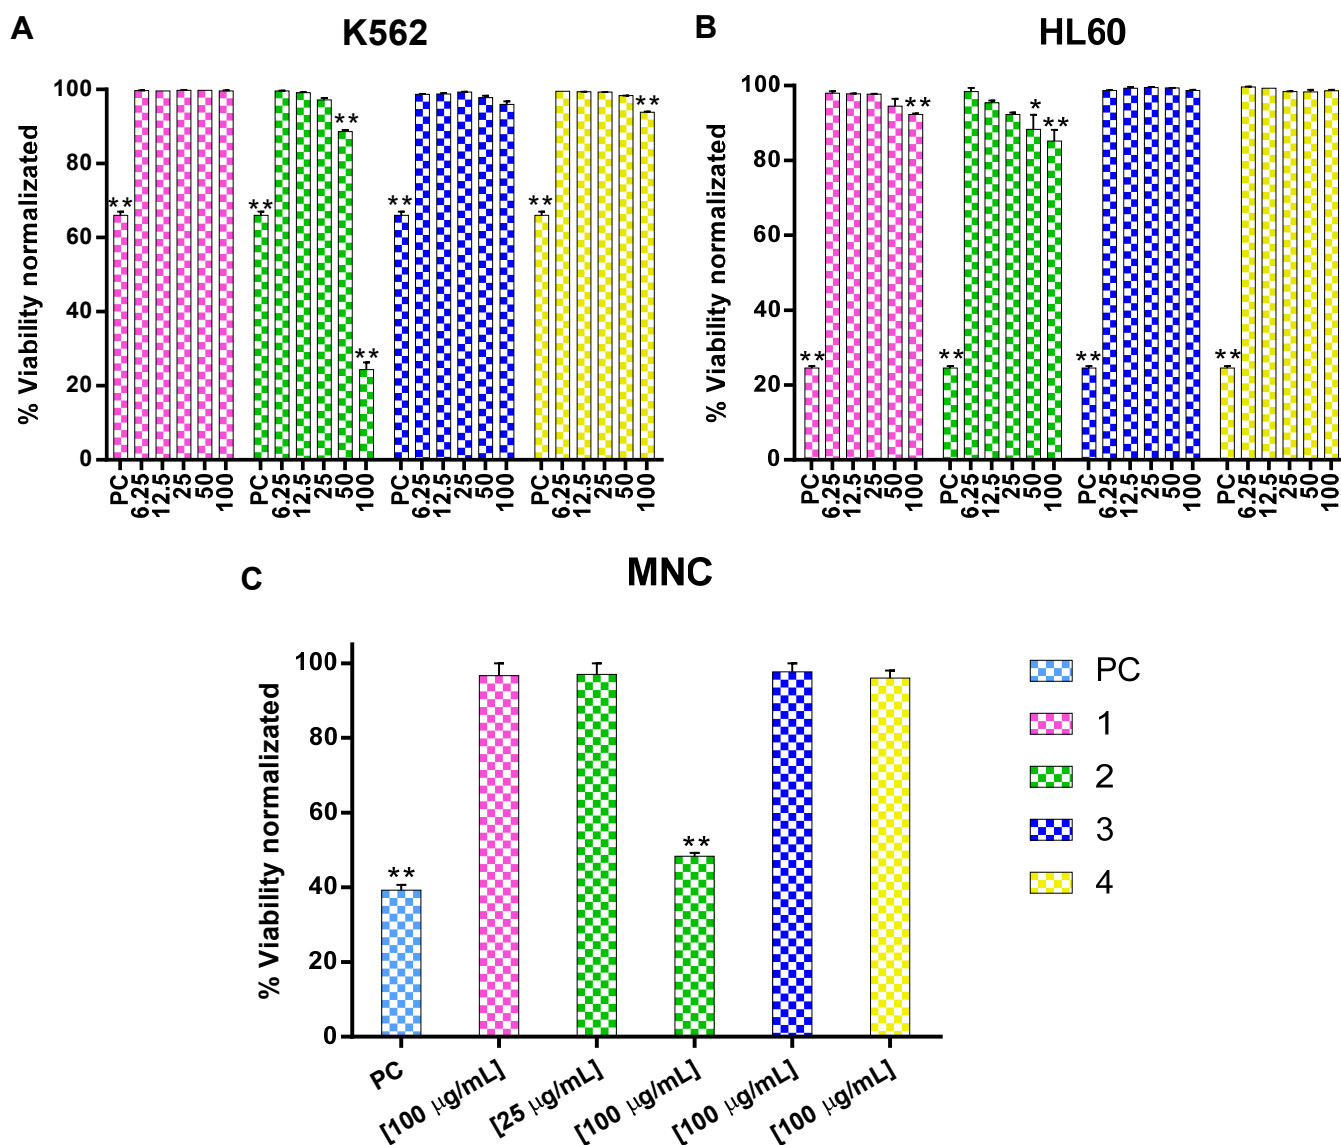 A
K562
% Viability normalizated
100
80
60
40
20
0
** ** ** ** ** ** **
PC 6.25 12.5 25 50 100 PC 6.25 12.5 25 50 100 PC 6.25 12.5 25 50 100 PC 6.25 12.5 25 50 100
B
HL60
% Viability normalizated
100
80
60
40
20
0
** ** ** * ** ** **
PC 6.25 12.5 25 50 100 PC 6.25 12.5 25 50 100 PC 6.25 12.5 25 50 100 PC 6.25 12.5 25 50 100
C
MNC
% Viability normalizated
100
80
60
40
20
0
** **
PC
[100 µg/mL]
[25 µg/mL]
[100 µg/mL]
[100 µg/mL]
[100 µg/mL]
PC
1
2
3
4